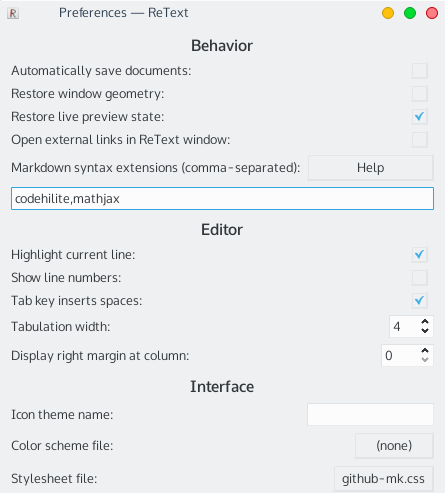 Preferences — ReText
Behavior
Automatically save documents:
Restore window geometry:
Restore live preview state:
Open external links in ReText window:
Markdown syntax extensions (comma-separated): Help
codehilite,mathjax
Editor
Highlight current line:
Show line numbers:
Tab key inserts spaces:
Tabulation width: 4
Display right margin at column: 0
Interface
Icon theme name:
Color scheme file: (none)
Stylesheet file: github-mk.css